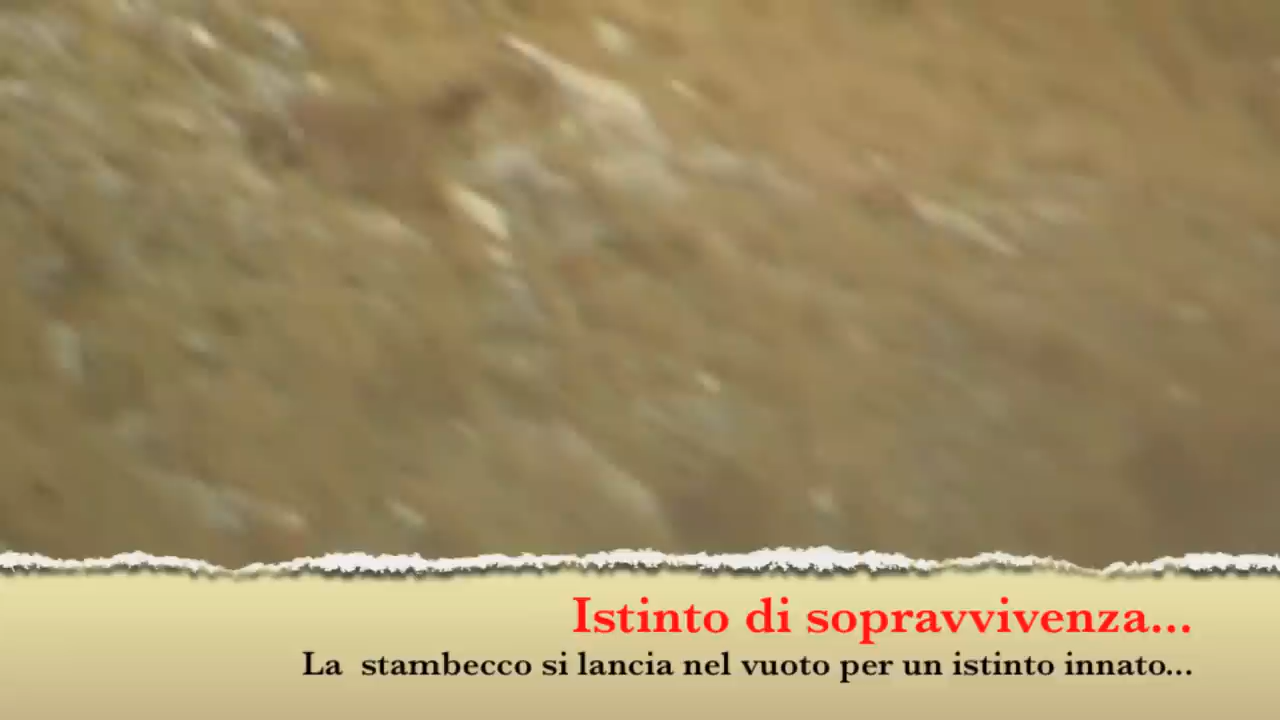 Istinto di sopravvivenza...
La  stambecco si lancia nel vuoto per un istinto innato...